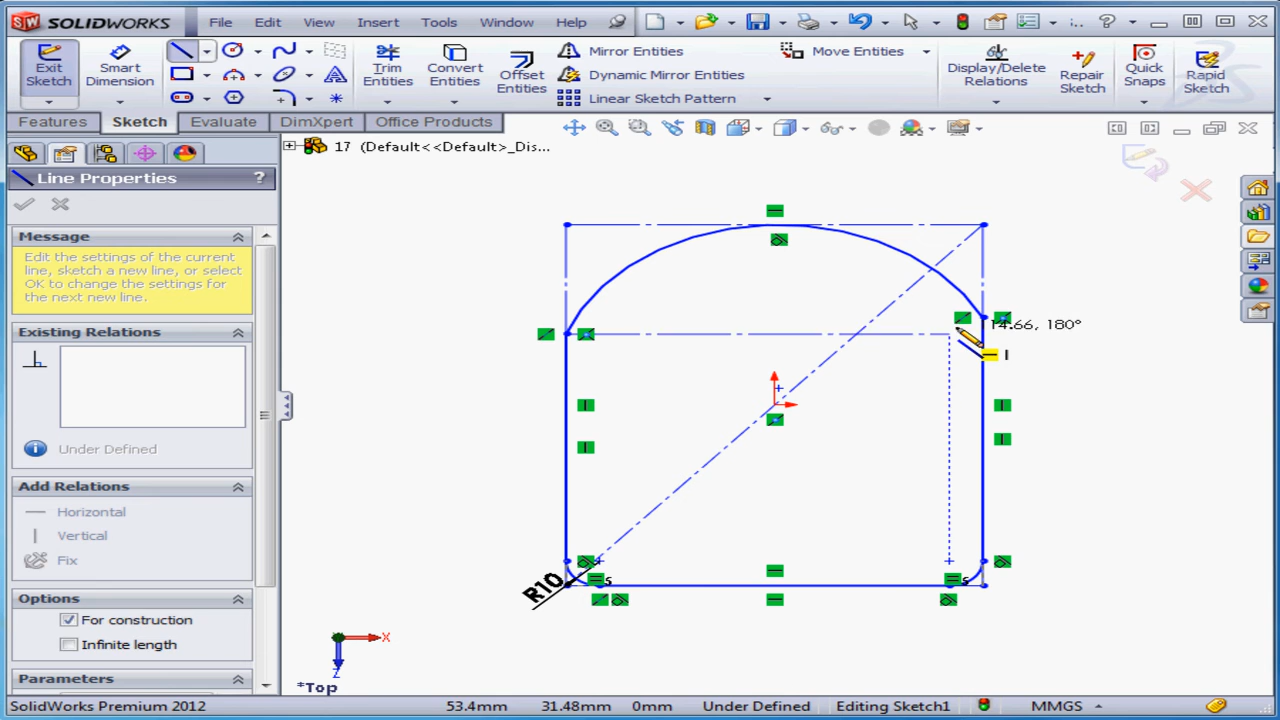 SOLIDWORKS File Edit View Insert Tools Window Help
Exit Sketch Smart Dimension Trim Entities Convert Entities Offset Entities Mirror Entities Move Entities Display/Delete Relations Repair Sketch Quick Snaps Rapid Sketch
Dynamic Mirror Entities
Linear Sketch Pattern
Features Sketch Evaluate DimXpert Office Products
17 (Default<<Default>_Dis...
Line Properties ?
Message
Edit the settings of the current
line, sketch a new line, or select
OK to change the settings for
the next new line.
Existing Relations
14.66, 180°
Under Defined
Add Relations
Horizontal
Vertical
Fix
R10
Options
For construction
Infinite length
X
Z
Parameters
*Top
SolidWorks Premium 2012 53.4mm 31.48mm 0mm Under Defined Editing Sketch1 MMGS